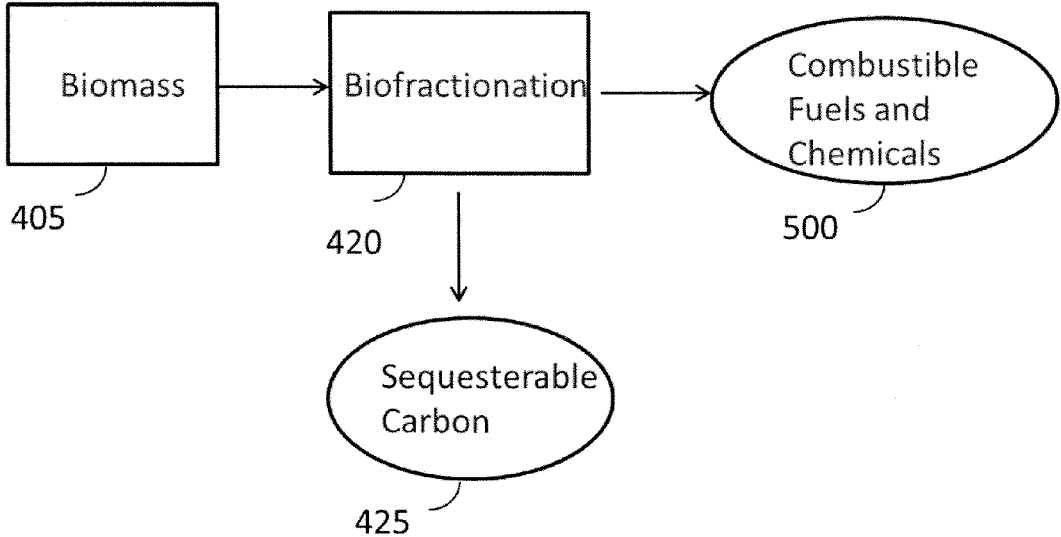 Biomass
Biofractionation
Combustible
Fuels and
Chemicals
405
420
500
Sequesterable
Carbon
425